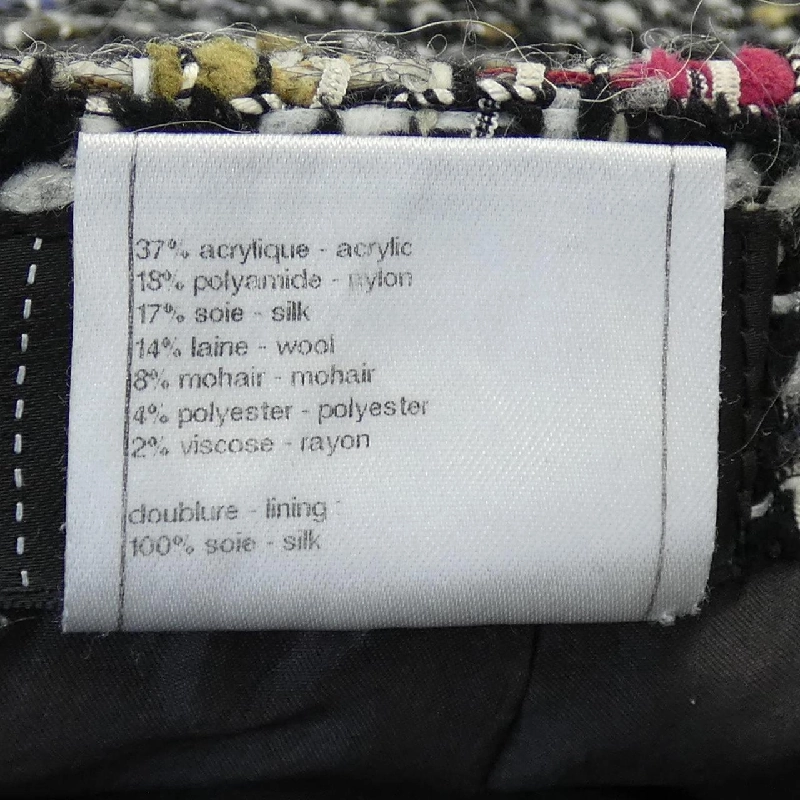 37% acrylique - acrylic
18% polyamide - nylon
17% soie - silk
14% laine - wool
8% mohair - mohair
4% polyester - polyester
2% viscose - rayon
doublure - lining :
100% soie - silk